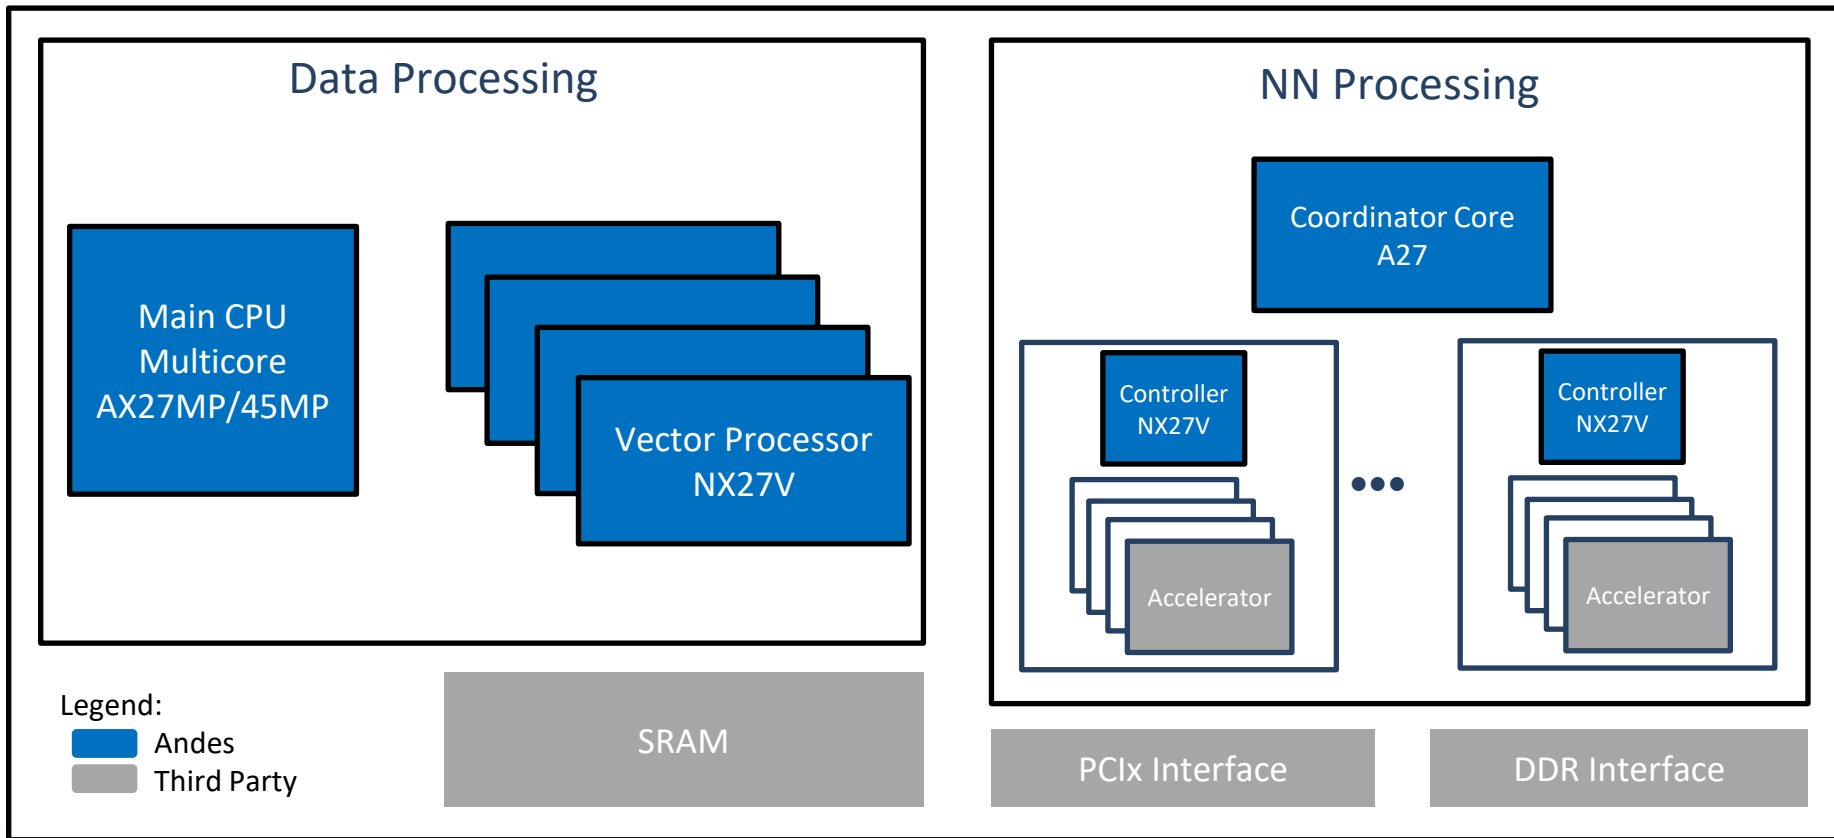 Data Processing
Main CPU
Multicore
AX27MP/45MP
Vector Processor
NX27V
NN Processing
Coordinator Core
A27
Controller
NX27V
Accelerator
Controller
NX27V
Accelerator
Legend:
Andes
Third Party
SRAM
PCIx Interface
DDR Interface